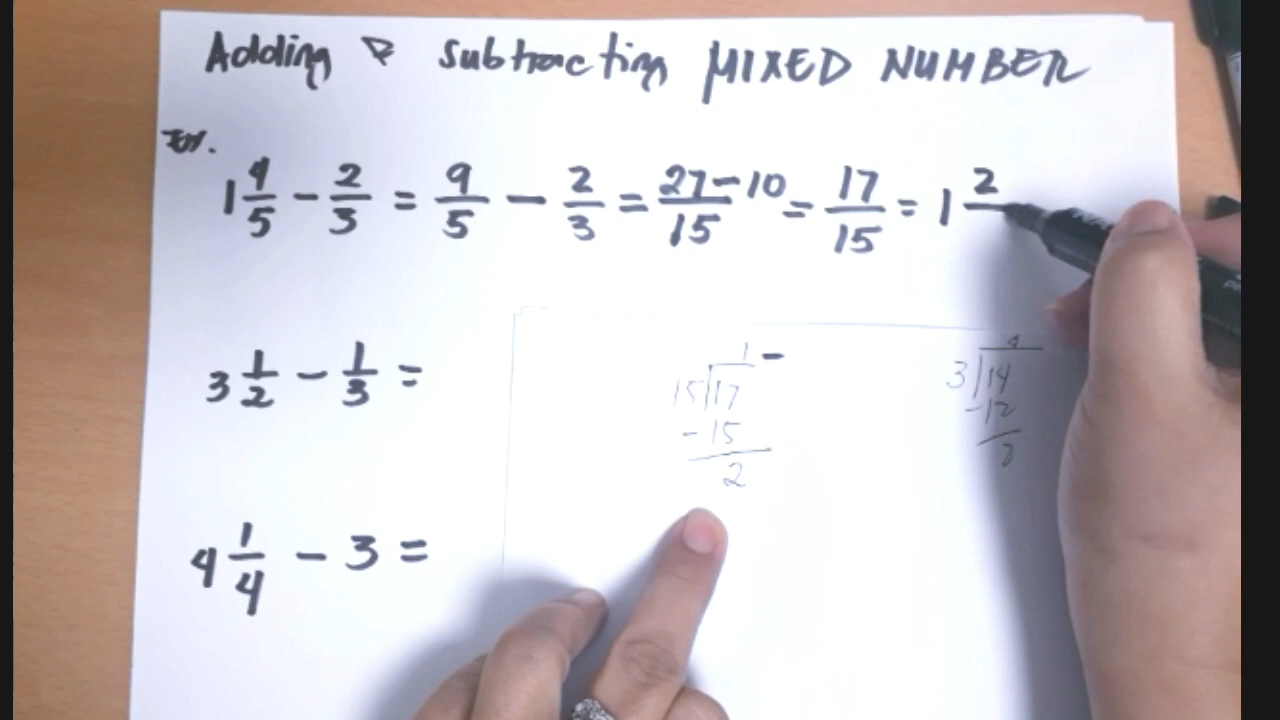 Adding & Subtracting MIXED NUMBER
Ex.
1 4/5 - 2/3 = 9/5 - 2/3 = 27-10/15 = 17/15 = 1 2/
3 1/2 - 1/3 =
1 -
15 17
- 15
2
4
3 14
-12
2
4 1/4 - 3 =